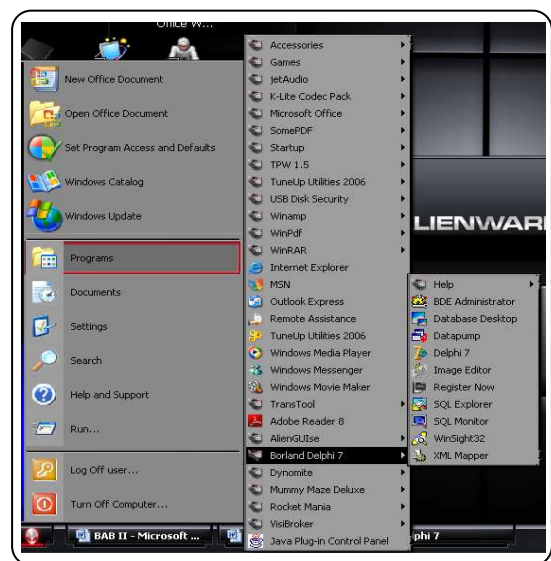 Office W...
New Office Document
Open Office Document
Set Program Access and Defaults
Windows Catalog
Windows Update
Programs
Documents
Settings
Search
Help and Support
Run...
Log Off user...
Turn Off Computer...
Accessories
Games
jetAudio
K-Lite Codec Pack
Microsoft Office
SomePDF
Startup
TPW 1.5
TuneUp Utilities 2006
USB Disk Security
Winamp
WinPdf
WinRAR
Internet Explorer
MSN
Outlook Express
Remote Assistance
TuneUp Utilities 2006
Windows Media Player
Windows Messenger
Windows Movie Maker
TransTool
Adobe Reader 8
AlienGUIse
Borland Delphi 7
Dynomite
Mummy Maze Deluxe
Rocket Mania
VisiBroker
Java Plug-in Control Panel
Help
BDE Administrator
Database Desktop
Datapump
Delphi 7
Image Editor
Register Now
SQL Explorer
SQL Monitor
WinSight32
XML Mapper
LIENWAR
BAB II - Microsoft ...
phi 7